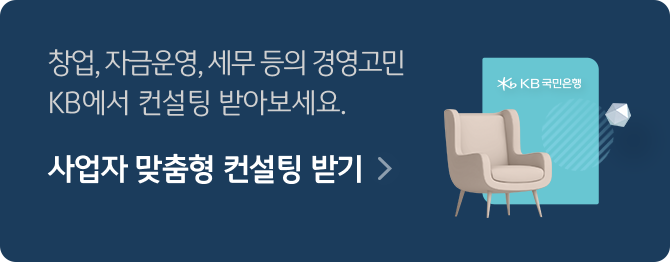 창업, 자금운영, 세무 등의 경영고민
KB에서 컨설팅 받아보세요.
사업자 맞춤형 컨설팅 받기 >
KB 국민은행